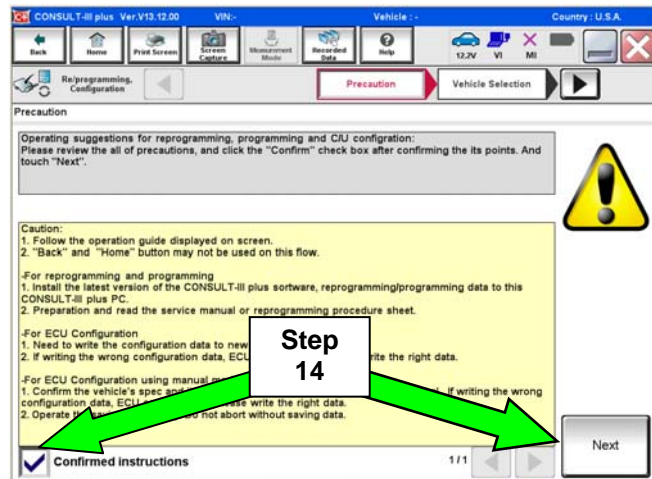 CONSULT-III plus Ver.V13.12.00 VIN:- Vehicle : - Country : U.S.A.
Back Home Print Screen Screen Capture Measurement Mode Recorded Data Help 12.2V VI MI
Re/programming, Configuration Precaution Vehicle Selection
Precaution
Operating suggestions for reprogramming, programming and C/U configration:
Please review the all of precautions, and click the "Confirm" check box after confirming the its points. And
touch "Next".
Caution:
1. Follow the operation guide displayed on screen.
2. "Back" and "Home" button may not be used on this flow.
-For reprogramming and programming
1. Install the latest version of the CONSULT-III plus sortware, reprogramming/programming data to this
CONSULT-III plus PC.
2. Preparation and read the service manual or reprogramming procedure sheet.
-For ECU Configuration
1. Need to write the configuration data to new
2. If writing the wrong configuration data, ECU rite the right data.
-For ECU Configuration using manual
1. Confirm the vehicle's spec and If writing the wrong
configuration data, ECU write the right data.
2. Operate not abort without saving data.
Step
14
Confirmed instructions 1/1 Next